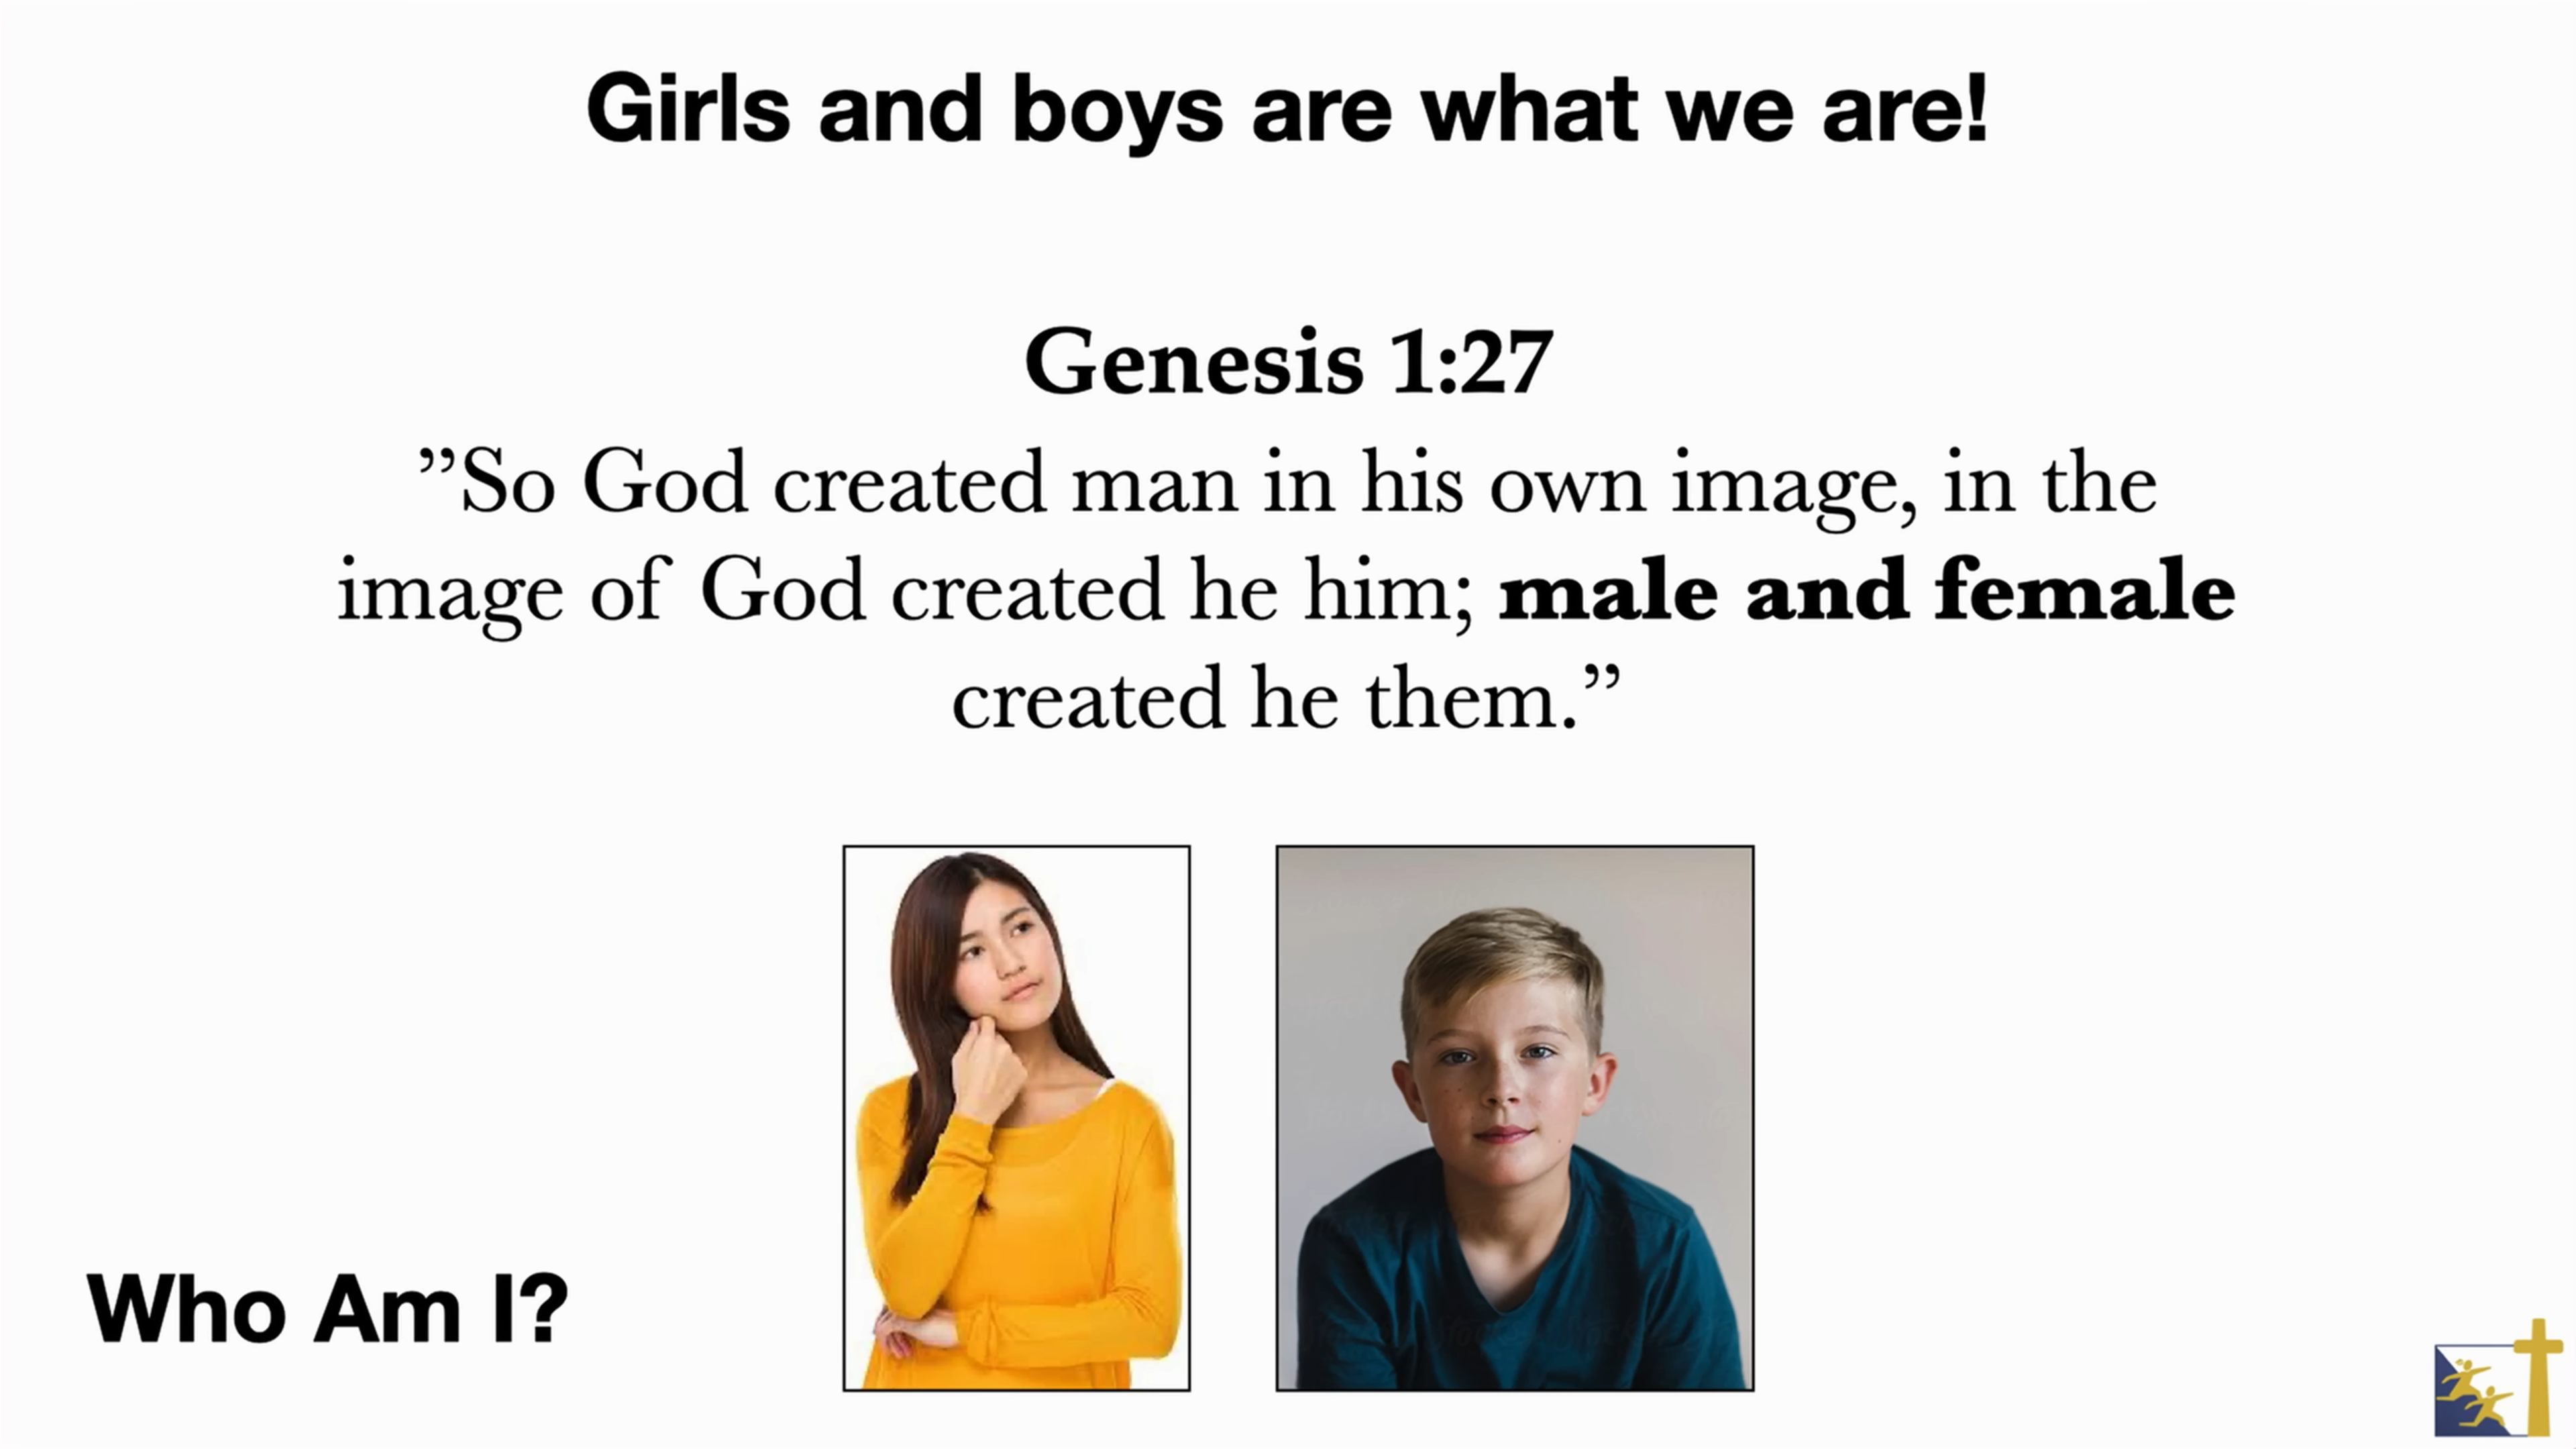 Girls and boys are what we are!
Genesis 1:27
”So God created man in his own image, in the
image of God created he him; male and female
created he them.”
Who Am I?